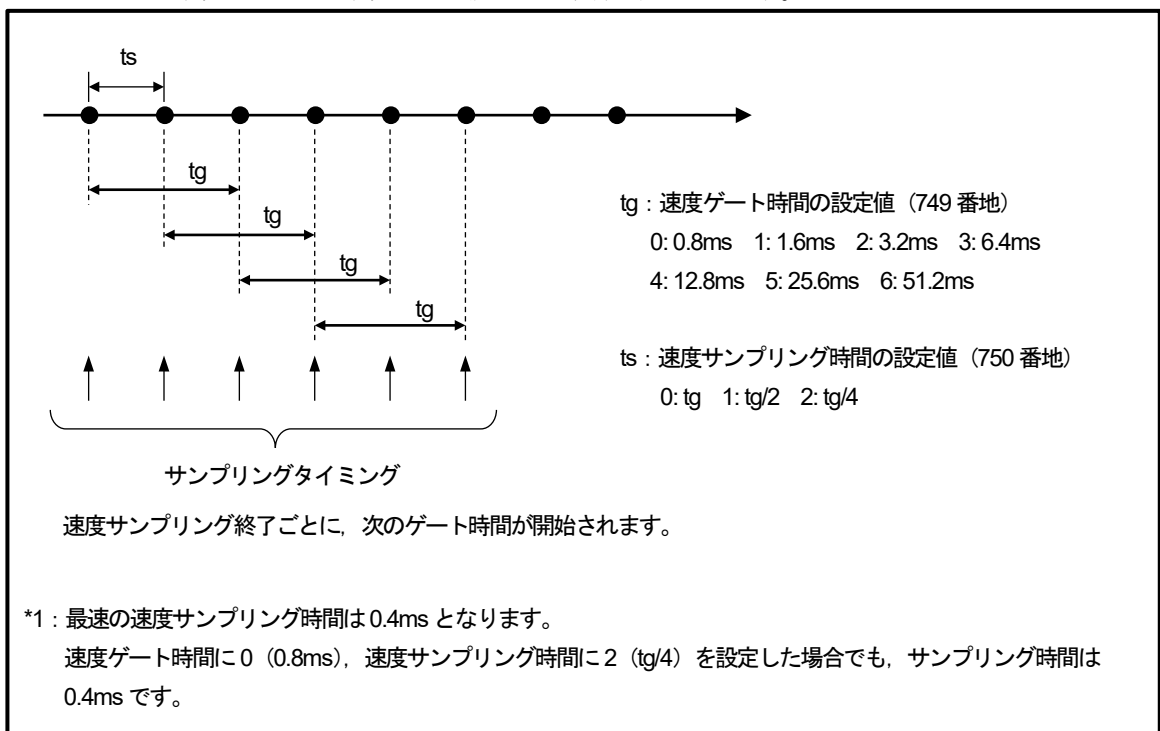 ts
tg
tg
tg
tg
tg：速度ゲート時間の設定値（749 番地）
0: 0.8ms 1: 1.6ms 2: 3.2ms 3: 6.4ms
4: 12.8ms 5: 25.6ms 6: 51.2ms
ts：速度サンプリング時間の設定値（750 番地）
0: tg 1: tg/2 2: tg/4
サンプリングタイミング
速度サンプリング終了ごとに，次のゲート時間が開始されます。
*1：最速の速度サンプリング時間は 0.4ms となります。
速度ゲート時間に 0（0.8ms），速度サンプリング時間に 2（tg/4）を設定した場合でも，サンプリング時間は
0.4ms です。